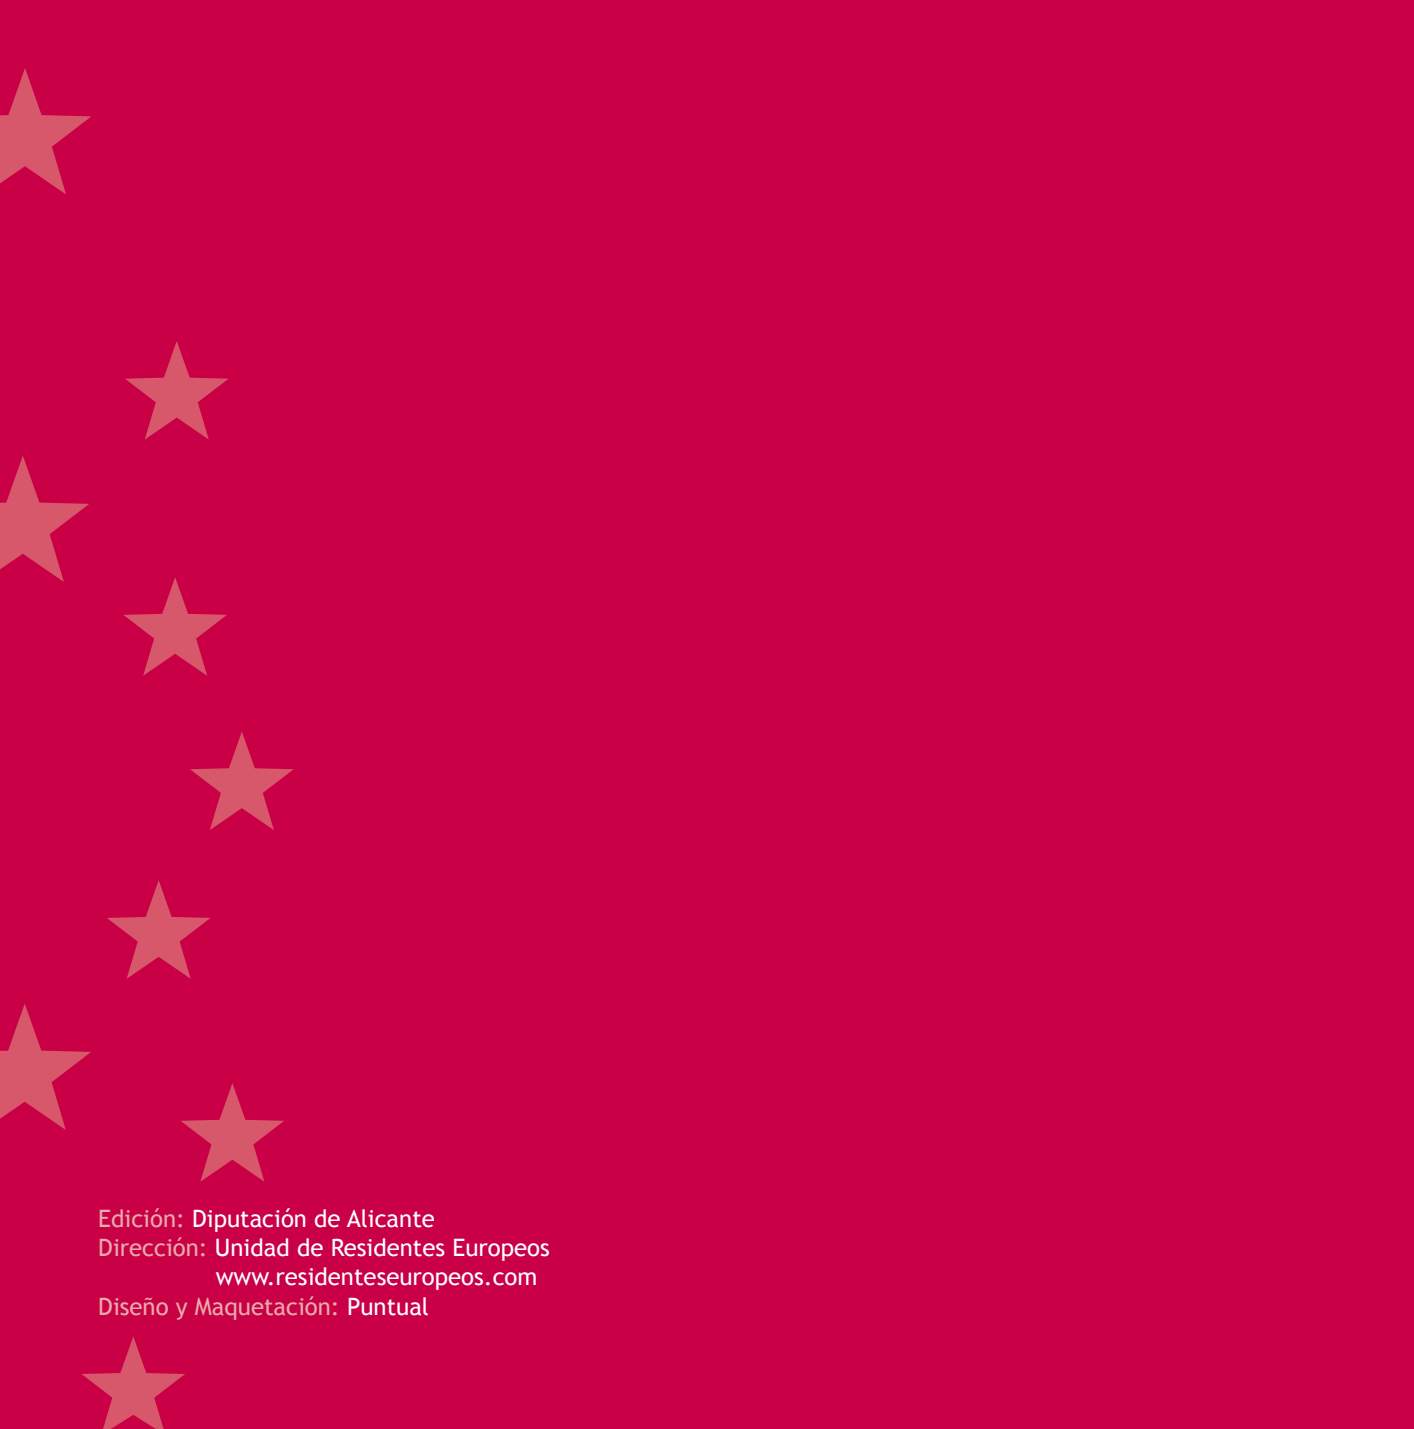 Edición: Diputación de Alicante
Dirección: Unidad de Residentes Europeos
www.residenteseuropeos.com
Diseño y Maquetación: Puntual